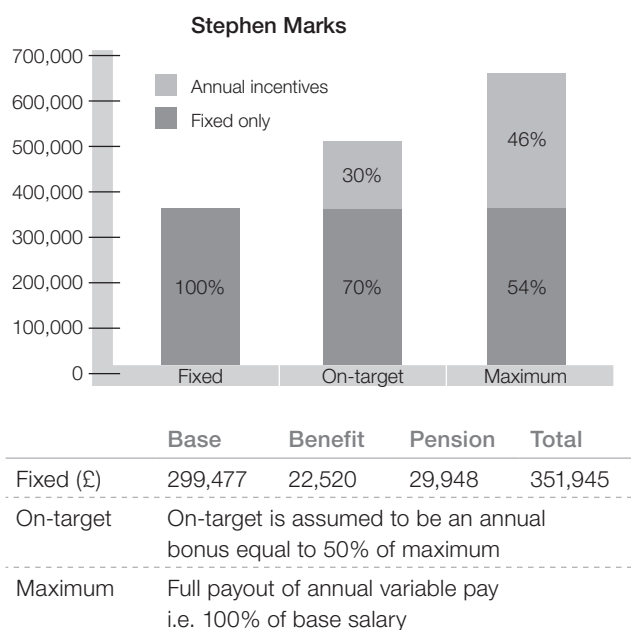 Stephen Marks
700,000
600,000
500,000
400,000
300,000
200,000
100,000
0
Annual incentives
Fixed only
100%
30%
70%
46%
54%
Fixed On-target Maximum
Base Benefit Pension Total
Fixed (£) 299,477 22,520 29,948 351,945
On-target On-target is assumed to be an annual
bonus equal to 50% of maximum
Maximum Full payout of annual variable pay
i.e. 100% of base salary